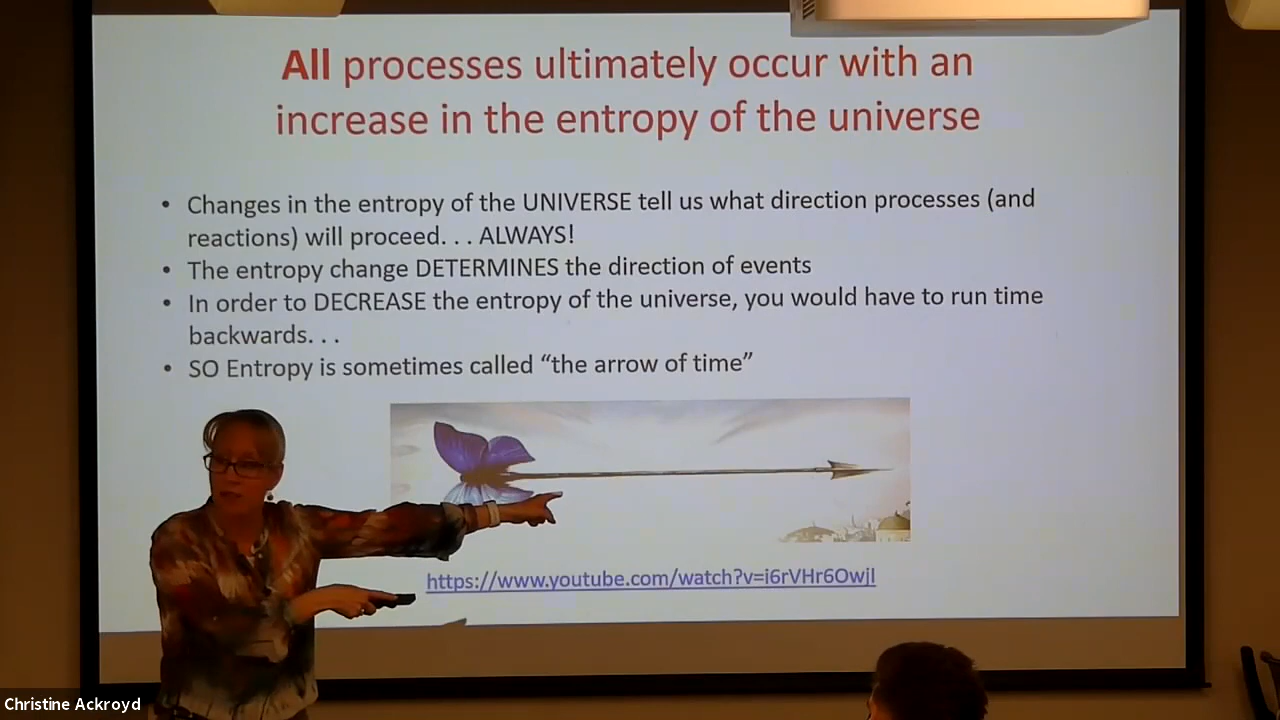 All processes ultimately occur with an
increase in the entropy of the universe
• Changes in the entropy of the UNIVERSE tell us what direction processes (and
reactions) will proceed. . . ALWAYS!
• The entropy change DETERMINES the direction of events
• In order to DECREASE the entropy of the universe, you would have to run time
backwards. . .
• SO Entropy is sometimes called “the arrow of time”
https://www.youtube.com/watch?v=i6rVHr6OwjI
Christine Ackroyd